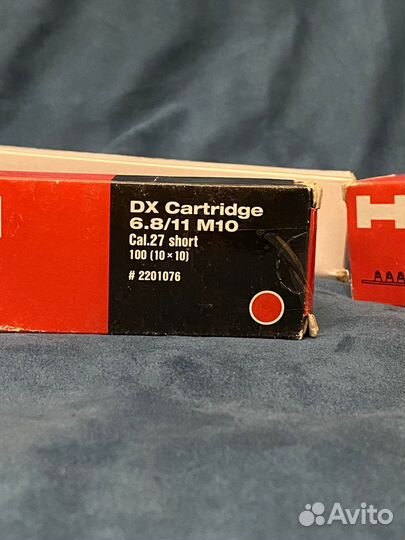 DX Cartridge
6.8/11 M10
Cal.27 short
100 (10 × 10)
# 2201076
H
Avito